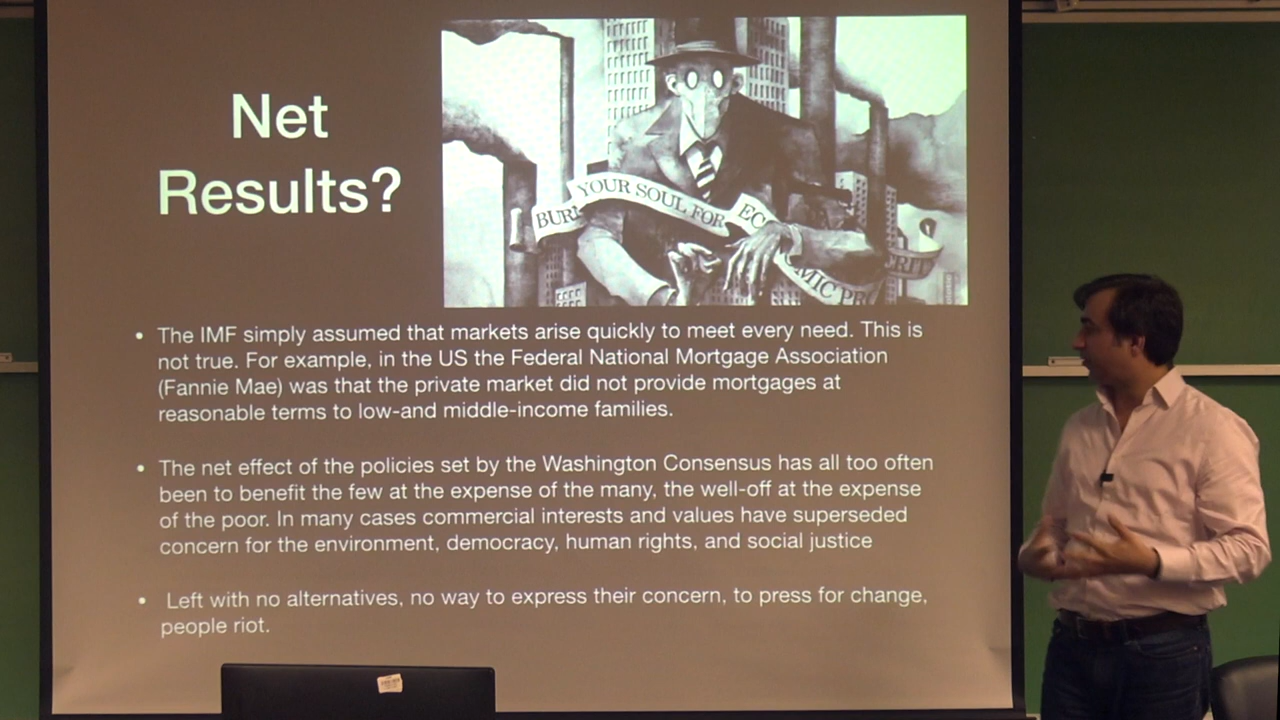 Net
Results?
BUR
YOUR SOUL FOR
EC
MIC PR
RIT
• The IMF simply assumed that markets arise quickly to meet every need. This is
not true. For example, in the US the Federal National Mortgage Association
(Fannie Mae) was that the private market did not provide mortgages at
reasonable terms to low-and middle-income families.
• The net effect of the policies set by the Washington Consensus has all too often
been to benefit the few at the expense of the many, the well-off at the expense
of the poor. In many cases commercial interests and values have superseded
concern for the environment, democracy, human rights, and social justice
• Left with no alternatives, no way to express their concern, to press for change,
people riot.